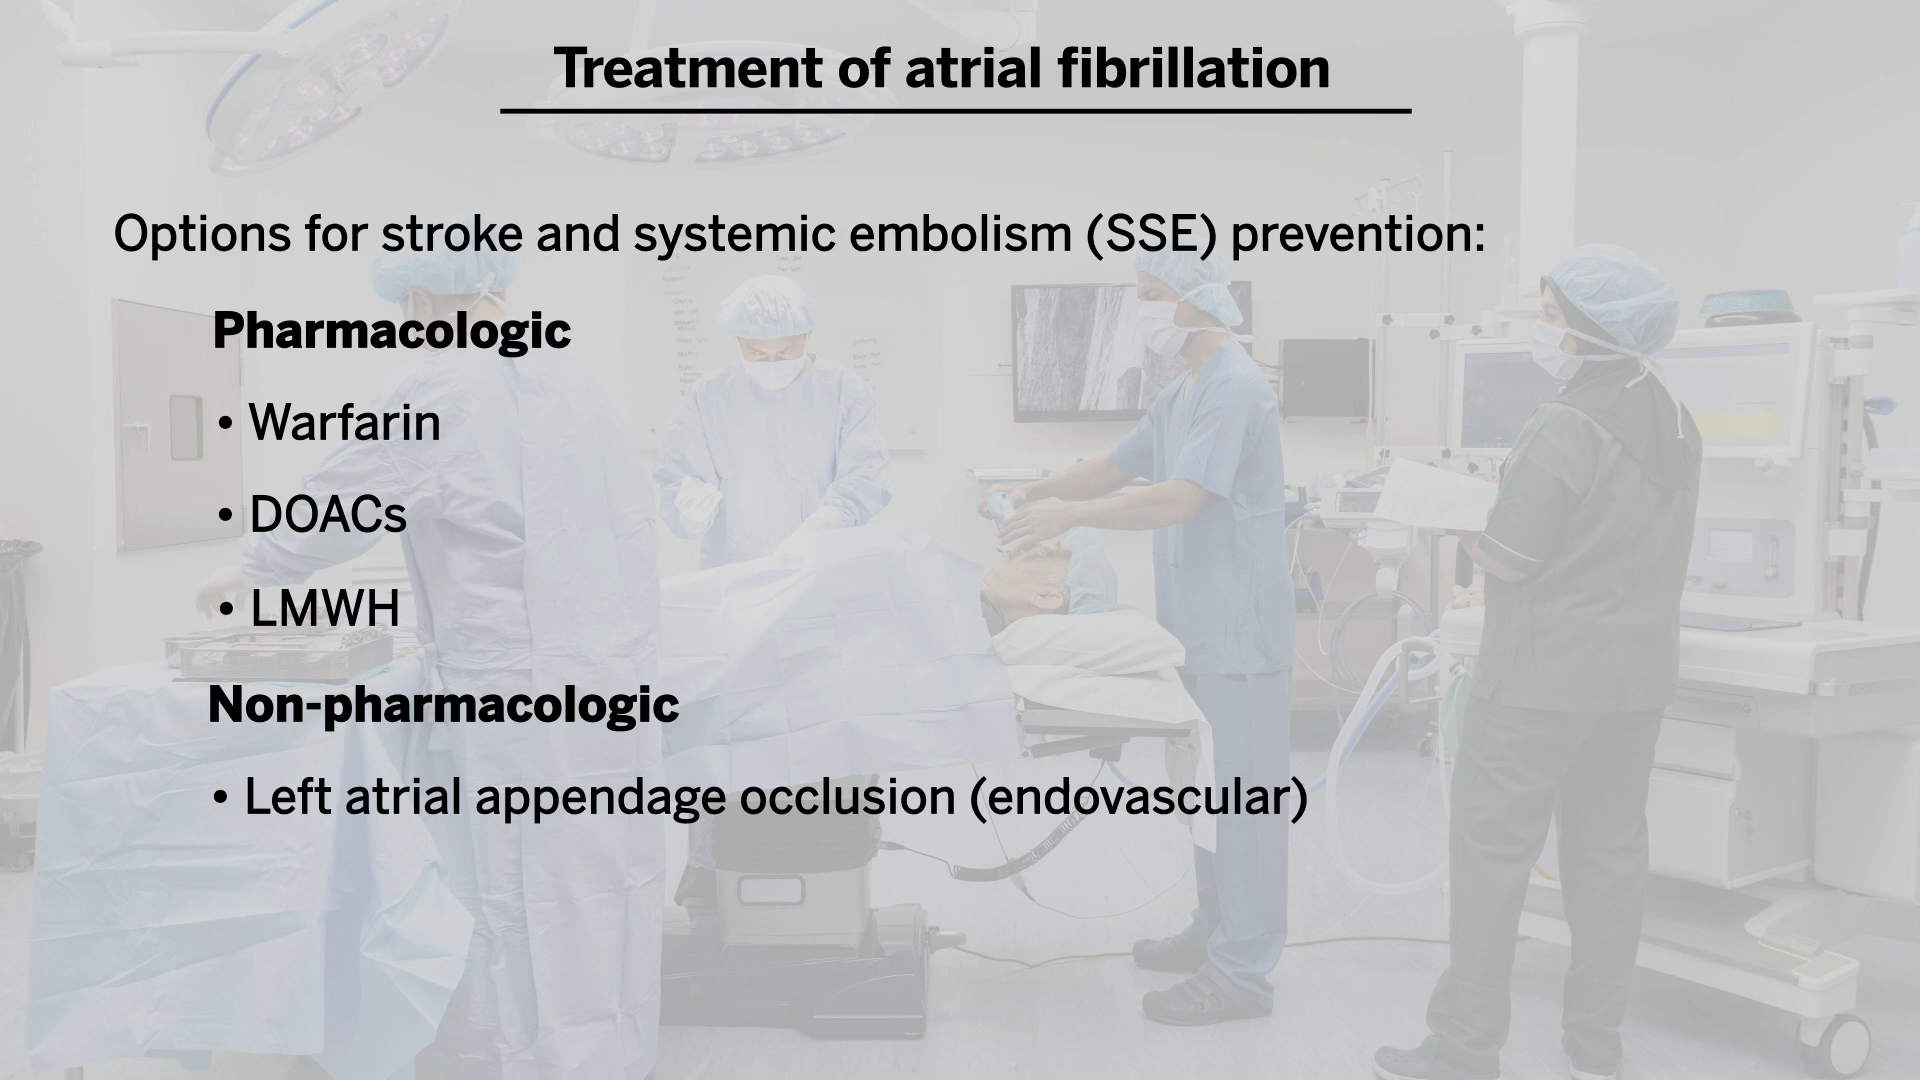 Treatment of atrial fibrillation
Options for stroke and systemic embolism (SSE) prevention:
Pharmacologic
• Warfarin
• DOACs
• LMWH
Non-pharmacologic
• Left atrial appendage occlusion (endovascular)